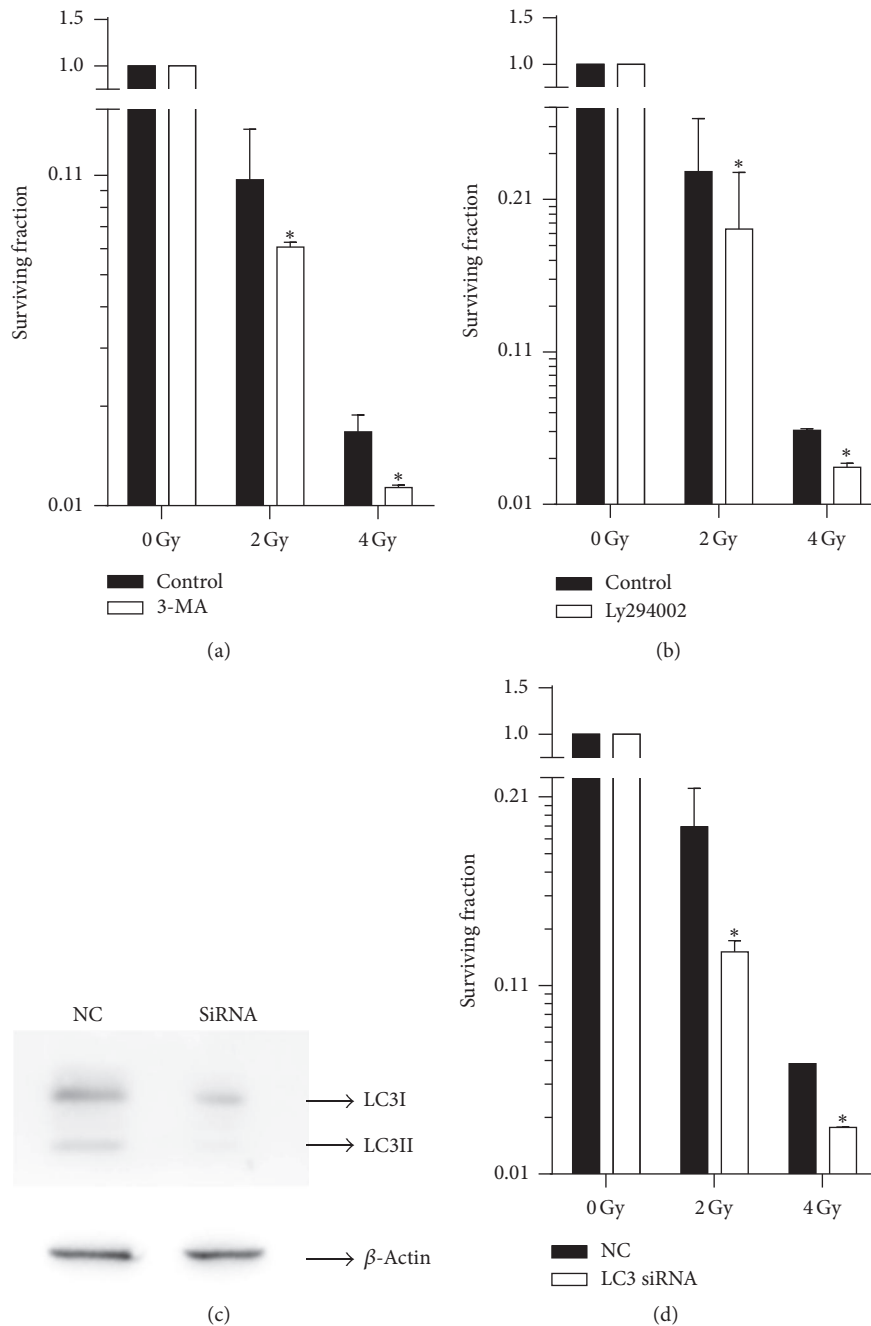 1.5
1.0
0.11
0.01
Surviving fraction
*
*
0 Gy
2 Gy
4 Gy
Control
3-MA
(a)
1.5
1.0
0.21
0.11
0.01
Surviving fraction
*
*
0 Gy
2 Gy
4 Gy
Control
Ly294002
(b)
NC
SiRNA
LC3I
LC3II
β-Actin
(c)
1.5
1.0
0.21
0.11
0.01
Surviving fraction
*
*
0 Gy
2 Gy
4 Gy
NC
LC3 siRNA
(d)